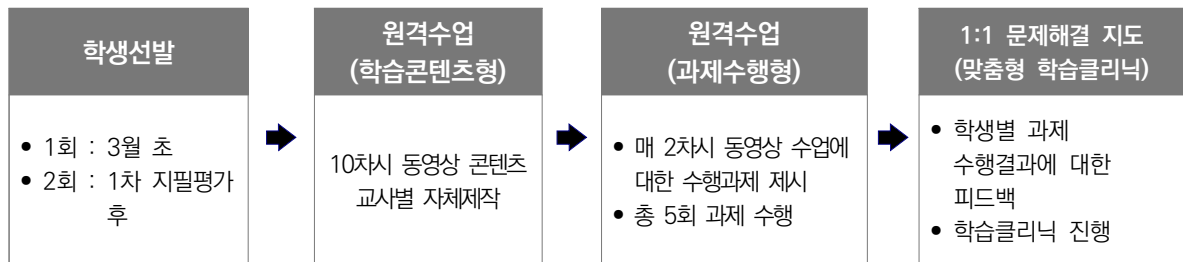 학생선발
• 1회 : 3월 초
• 2회 : 1차 지필평가
후
원격수업
(학습콘텐츠형)
10차시 동영상 콘텐츠
교사별 자체제작
원격수업
(과제수행형)
• 매 2차시 동영상 수업에
대한 수행과제 제시
• 총 5회 과제 수행
1:1 문제해결 지도
(맞춤형 학습클리닉)
• 학생별 과제
수행결과에 대한
피드백
• 학습클리닉 진행